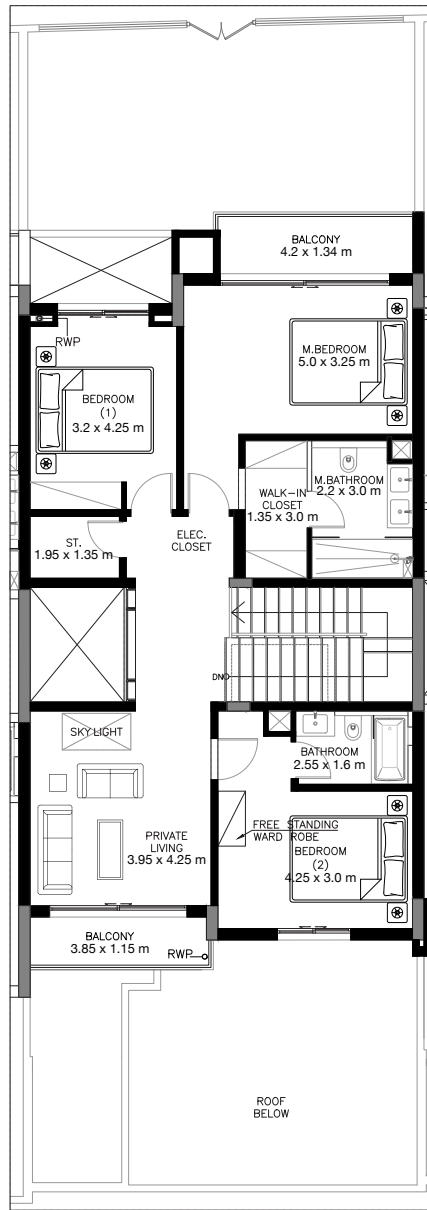 BALCONY
4.2 x 1.34 m
RWP
M.BEDROOM
5.0 x 3.25 m
BEDROOM
(1)
3.2 x 4.25 m
M.BATHROOM
2.2 x 3.0 m
WALK-IN
CLOSET
1.35 x 3.0 m
ST.
1.95 x 1.35 m
ELEC.
CLOSET
DN
SKY LIGHT
BATHROOM
2.55 x 1.6 m
FREE STANDING
WARD ROBE
PRIVATE
LIVING
3.95 x 4.25 m
BEDROOM
(2)
4.25 x 3.0 m
BALCONY
3.85 x 1.15 m
RWP
ROOF
BELOW